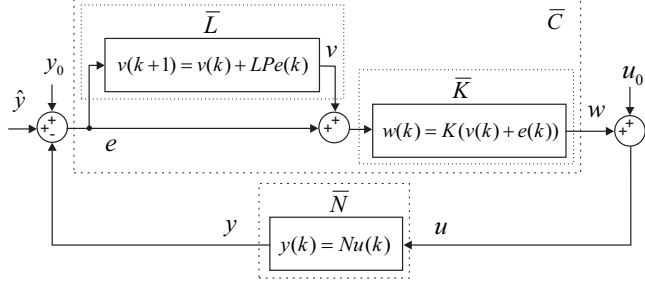 L̅
C̅
v(k+1) = v(k) + LPe(k)
v
y₀
ŷ
K̅
u₀
w(k) = K(v(k) + e(k))
w
+ + -
+ +
+ +
e
N̅
y
y(k) = Nu(k)
u